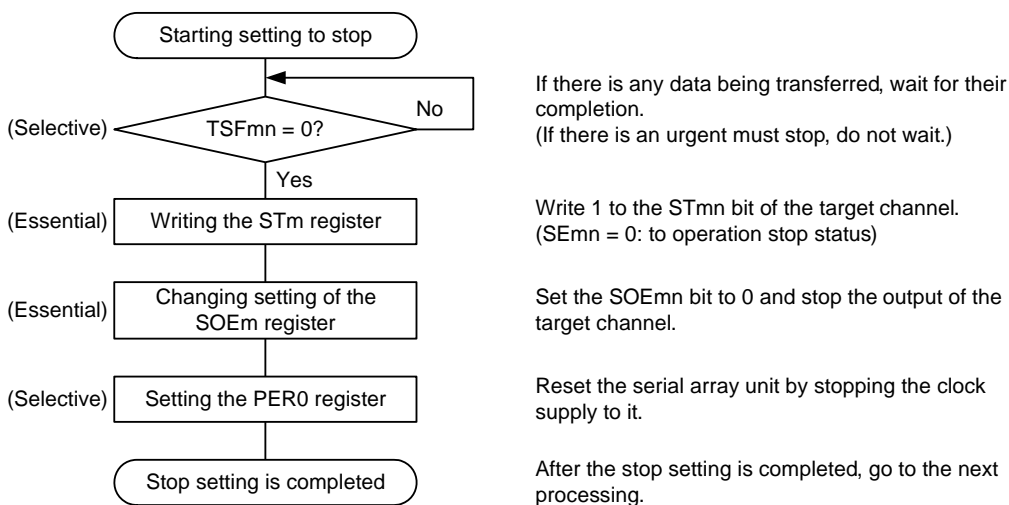 Starting setting to stop
No
If there is any data being transferred, wait for their
completion.
(If there is an urgent must stop, do not wait.)
(Selective)
TSFmn = 0?
Yes
(Essential)
Writing the STm register
Write 1 to the STmn bit of the target channel.
(SEmn = 0: to operation stop status)
(Essential)
Changing setting of the
SOEm register
Set the SOEmn bit to 0 and stop the output of the
target channel.
(Selective)
Setting the PER0 register
Reset the serial array unit by stopping the clock
supply to it.
Stop setting is completed
After the stop setting is completed, go to the next
processing.